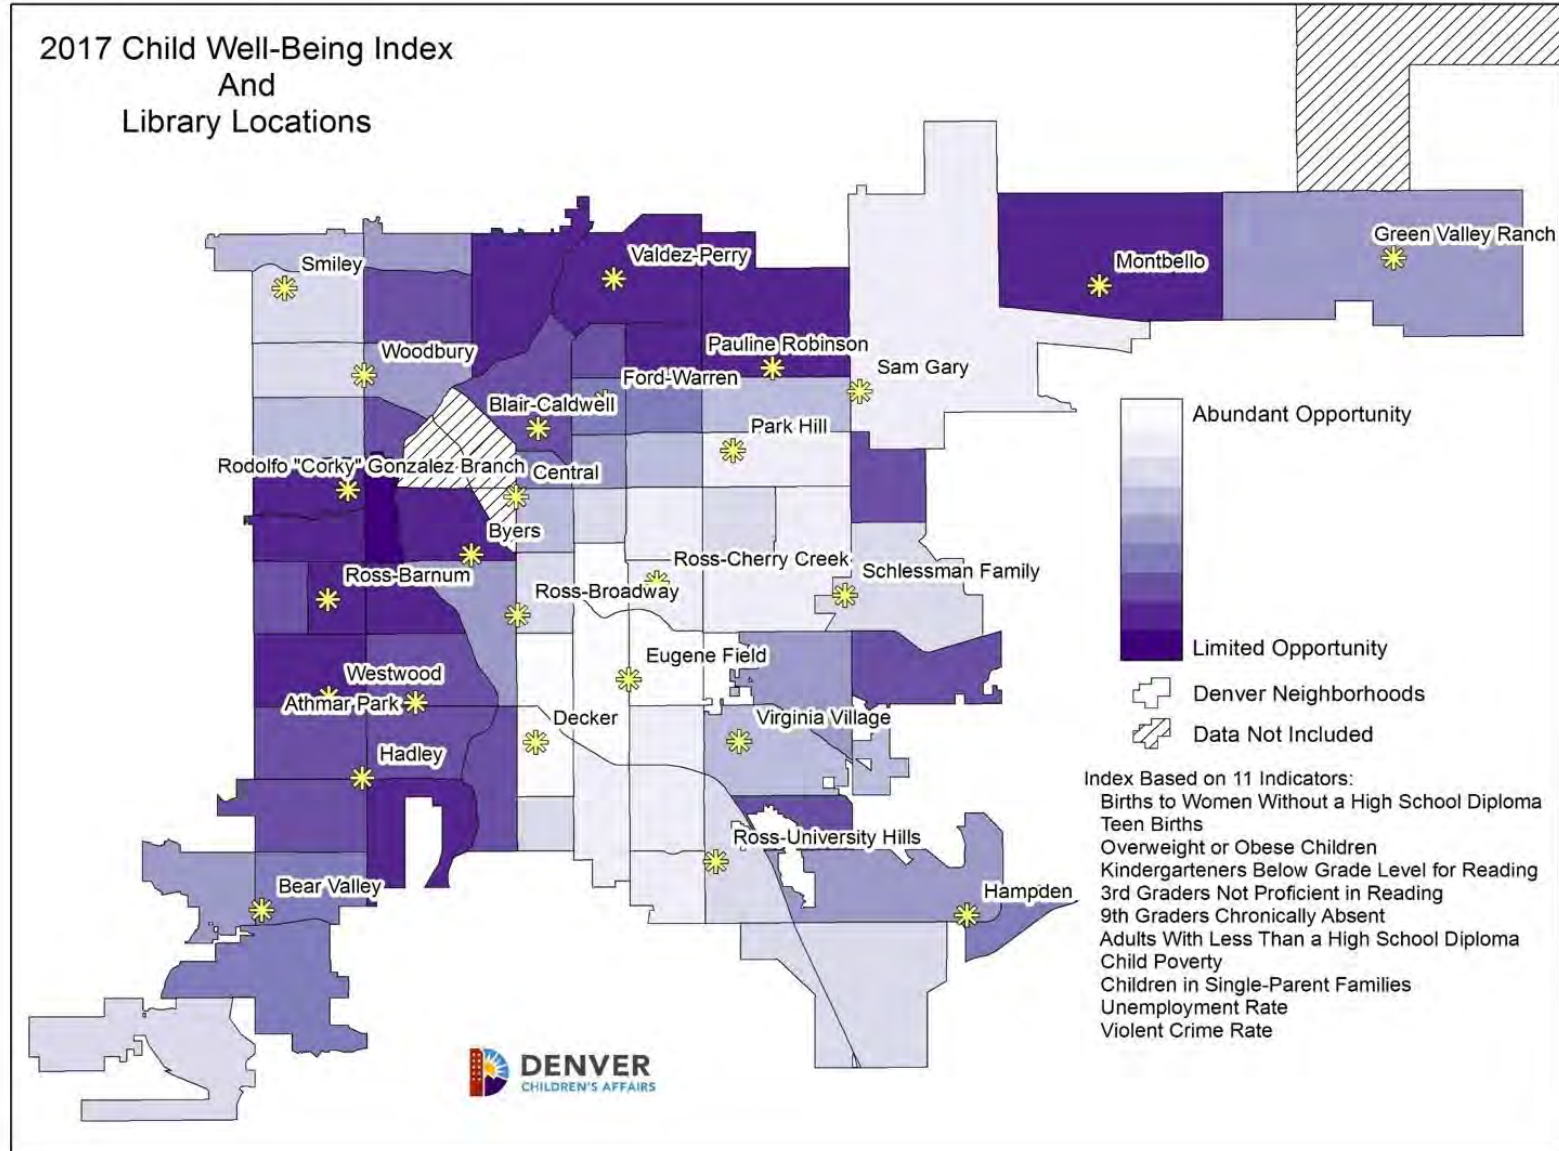 2017 Child Well-Being Index
And
Library Locations
Green Valley Ranch
Valdez-Perry
Montbello
Smiley
Pauline Robinson
Woodbury
Sam Gary
Ford-Warren
Blair-Caldwell
Park Hill
Rodolfo "Corky" Gonzalez Branch
Central
Byers
Ross-Cherry Creek
Schlessman Family
Ross-Barnum
Ross-Broadway
Eugene Field
Westwood
Athmar Park
Decker
Virginia Village
Hadley
Ross-University Hills
Bear Valley
Hampden
Abundant Opportunity
Limited Opportunity
Denver Neighborhoods
Data Not Included
Index Based on 11 Indicators:
Births to Women Without a High School Diploma
Teen Births
Overweight or Obese Children
Kindergarteners Below Grade Level for Reading
3rd Graders Not Proficient in Reading
9th Graders Chronically Absent
Adults With Less Than a High School Diploma
Child Poverty
Children in Single-Parent Families
Unemployment Rate
Violent Crime Rate
DENVER
CHILDREN'S AFFAIRS